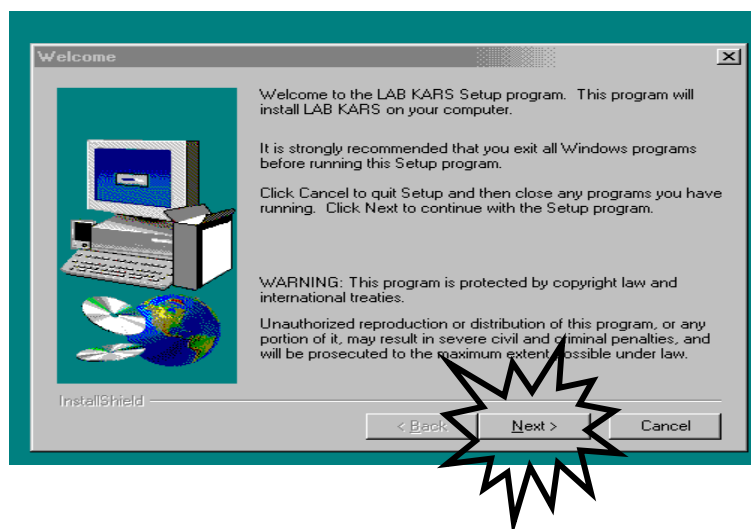 Welcome
Welcome to the LAB KARS Setup program. This program will
install LAB KARS on your computer.
It is strongly recommended that you exit all Windows programs
before running this Setup program.
Click Cancel to quit Setup and then close any programs you have
running. Click Next to continue with the Setup program.
WARNING: This program is protected by copyright law and
international treaties.
Unauthorized reproduction or distribution of this program, or any
portion of it, may result in severe civil and criminal penalties, and
will be prosecuted to the maximum extent possible under law.
InstallShield
< Back Next > Cancel